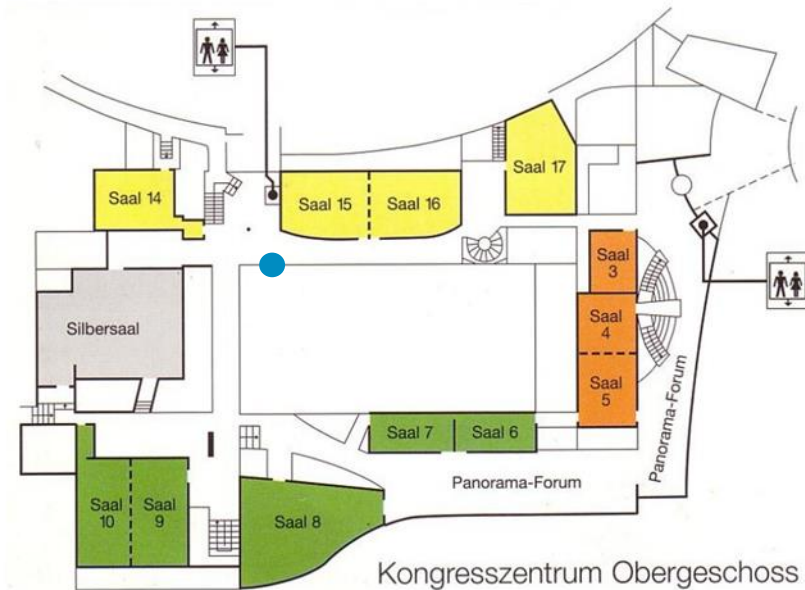 Saal 17
Saal 14
Saal 15
Saal 16
Saal
3
Silbersaal
Saal
4
Saal
5
Saal 7
Saal 6
Panorama-Forum
Saal
10
Saal
9
Saal 8
Panorama-Forum
Kongresszentrum Obergeschoss